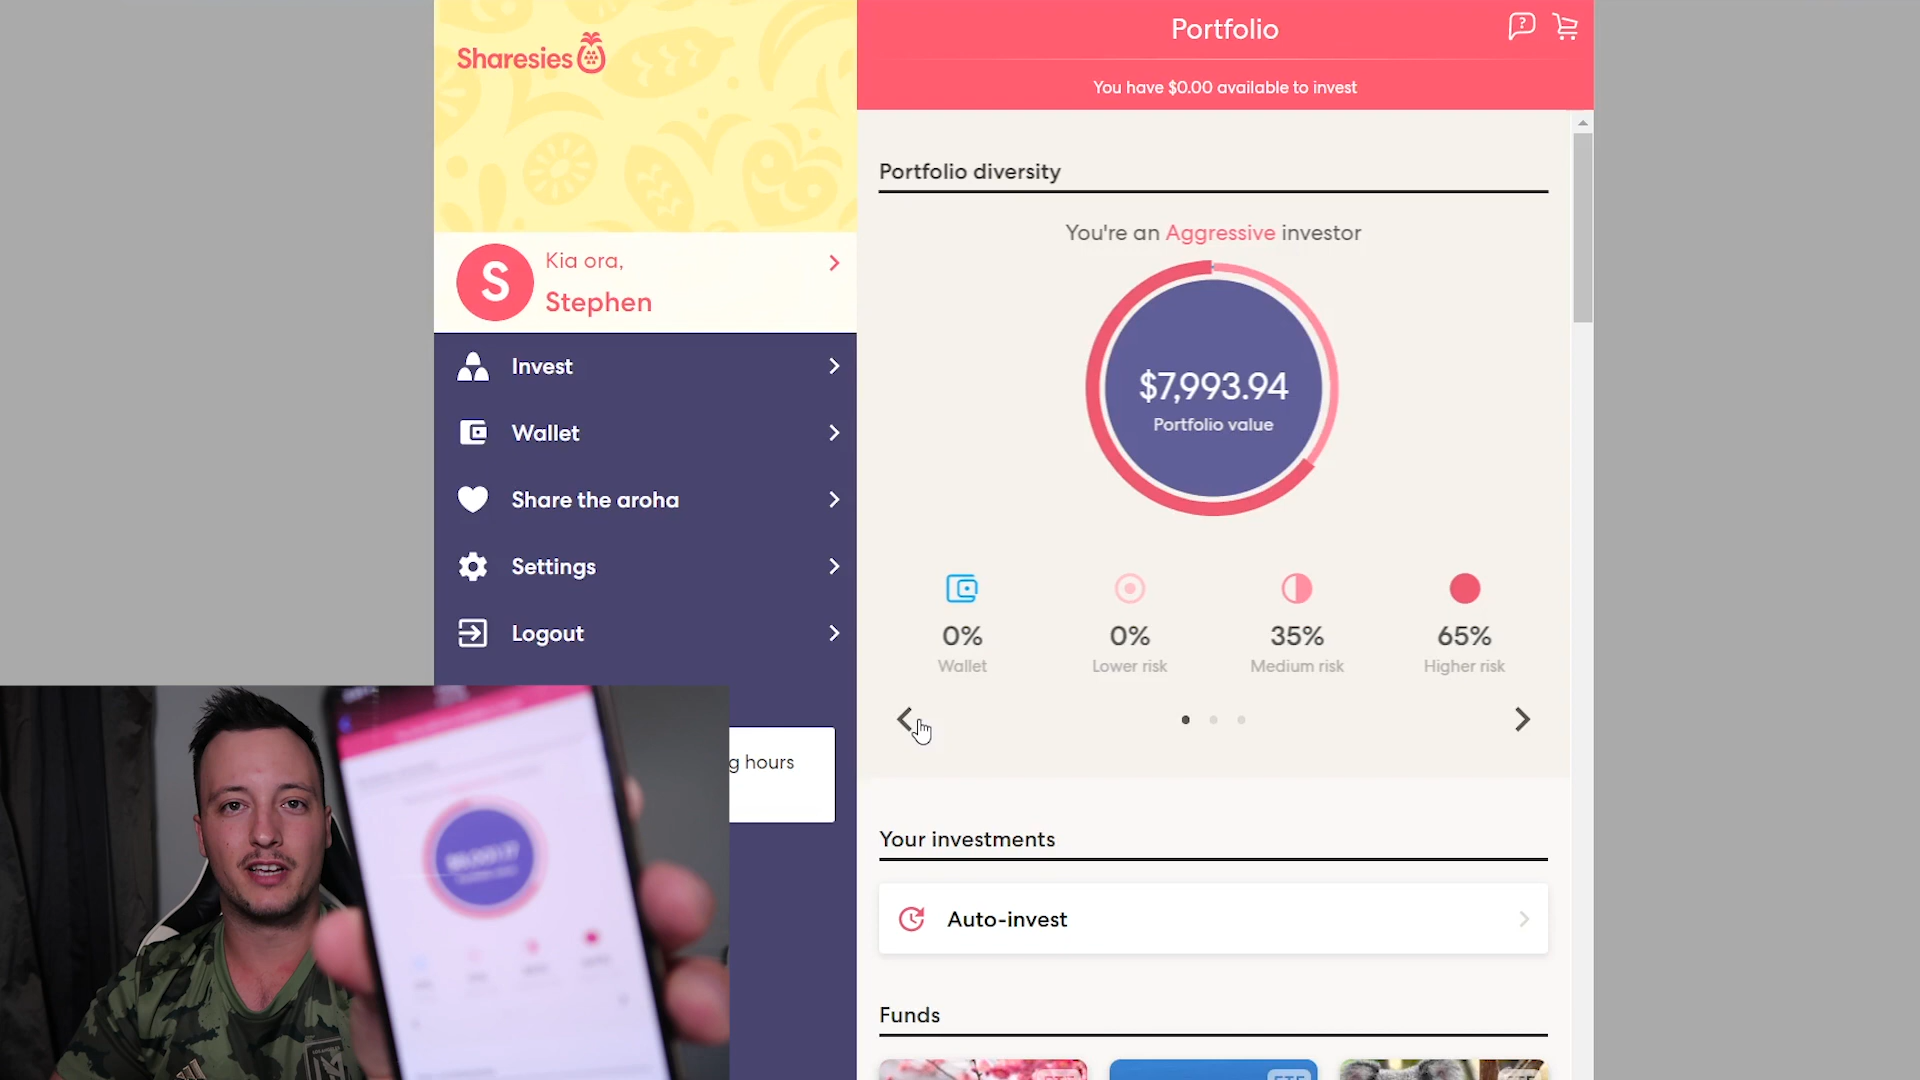 Sharesies
Kia ora,
Stephen
Invest
Wallet
Share the aroha
Settings
Logout
g hours
Portfolio
You have $0.00 available to invest
Portfolio diversity
You're an Aggressive investor
$7,993.94
Portfolio value
0%
Wallet
0%
Lower risk
35%
Medium risk
65%
Higher risk
Your investments
Auto-invest
Funds